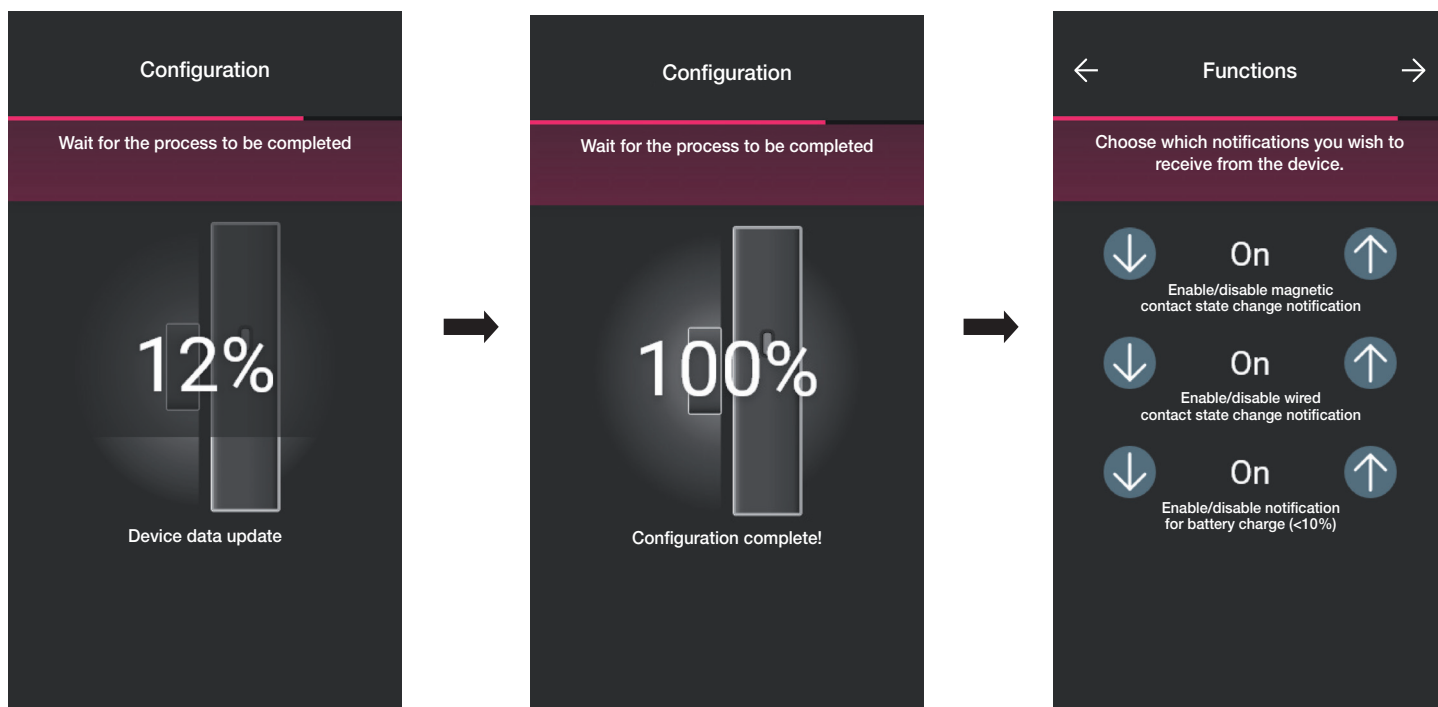 Configuration
Wait for the process to be completed
12%
Device data update
Configuration
Wait for the process to be completed
100%
Configuration complete!
Functions
Choose which notifications you wish to
receive from the device.
On
Enable/disable magnetic
contact state change notification
On
Enable/disable wired
contact state change notification
On
Enable/disable notification
for battery charge (<10%)